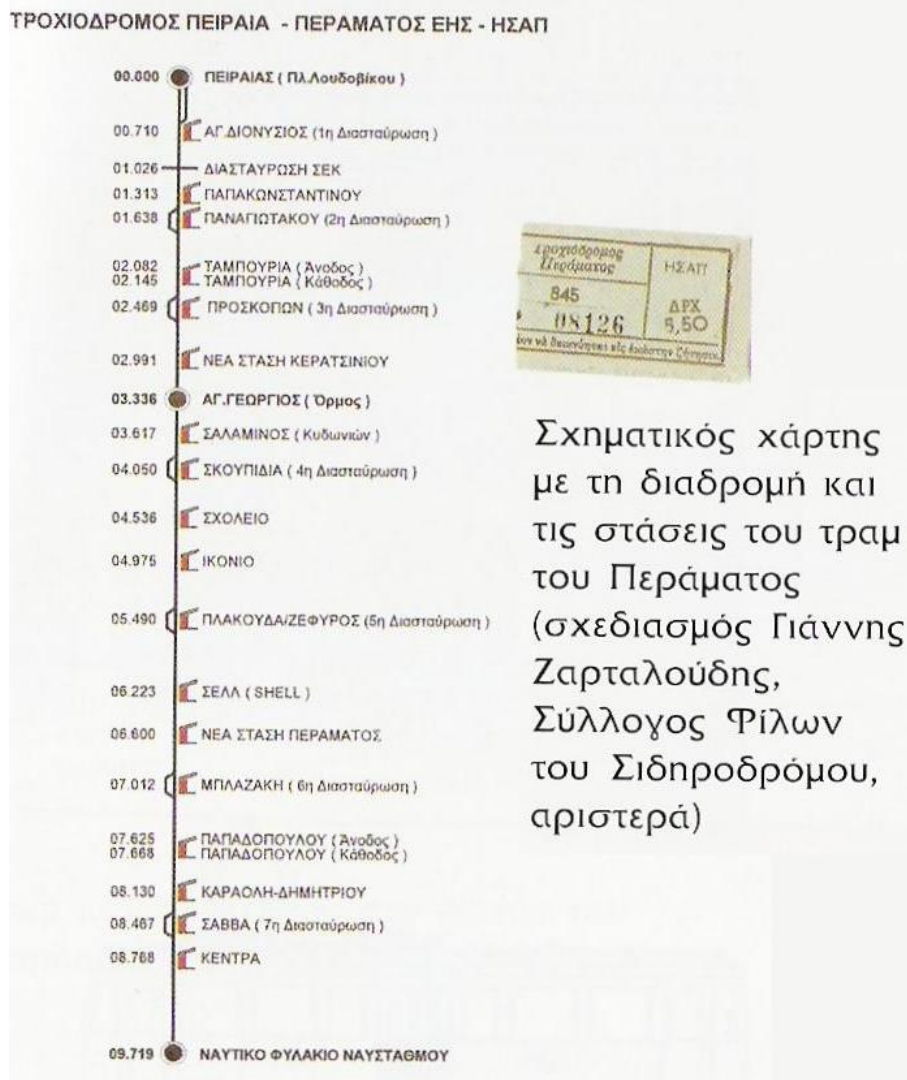 ΤΡΟΧΙΟΔΡΟΜΟΣ ΠΕΙΡΑΙΑ - ΠΕΡΑΜΑΤΟΣ ΕΗΣ - ΗΣΑΠ
00.000 ΠΕΙΡΑΙΑΣ ( Πλ.Λουδοβίκου )
00.710 ΑΓ.ΔΙΟΝΥΣΙΟΣ (1η Διασταύρωση )
01.026 ΔΙΑΣΤΑΥΡΩΣΗ ΣΕΚ
01.313 ΠΑΠΑΚΩΝΣΤΑΝΤΙΝΟΥ
01.638 ΠΑΝΑΓΙΩΤΑΚΟΥ (2η Διασταύρωση )
02.082 ΤΑΜΠΟΥΡΙΑ ( Άνοδος )
02.145 ΤΑΜΠΟΥΡΙΑ ( Κάθοδος )
02.469 ΠΡΟΣΚΟΠΩΝ ( 3η Διασταύρωση )
02.991 ΝΕΑ ΣΤΑΣΗ ΚΕΡΑΤΣΙΝΙΟΥ
03.336 ΑΓ.ΓΕΩΡΓΙΟΣ ( Όρμος )
03.617 ΣΑΛΑΜΙΝΟΣ ( Κυδωνιών )
04.050 ΣΚΟΥΠΙΔΙΑ ( 4η Διασταύρωση )
04.536 ΣΧΟΛΕΙΟ
04.975 ΙΚΟΝΙΟ
05.490 ΠΛΑΚΟΥΔΑ/ΖΕΦΥΡΟΣ (5η Διασταύρωση )
06.223 ΣΕΛΛ ( SHELL )
06.600 ΝΕΑ ΣΤΑΣΗ ΠΕΡΑΜΑΤΟΣ
07.012 ΜΠΛΑΖΑΚΗ ( 6η Διασταύρωση )
07.625 ΠΑΠΑΔΟΠΟΥΛΟΥ ( Άνοδος )
07.668 ΠΑΠΑΔΟΠΟΥΛΟΥ ( Κάθοδος )
08.130 ΚΑΡΑΟΛΗ-ΔΗΜΗΤΡΙΟΥ
08.467 ΣΑΒΒΑ ( 7η Διασταύρωση )
08.768 ΚΕΝΤΡΑ
09.719 ΝΑΥΤΙΚΟ ΦΥΛΑΚΙΟ ΝΑΥΣΤΑΘΜΟΥ
Τροχιόδρομος
Περάματος
ΗΣΑΠ
845
ΔΡΧ
08126
5,50
Σχηματικός χάρτης
με τη διαδρομή και
τις στάσεις του τραμ
του Περάματος
(σχεδιασμός Γιάννης
Ζαρταλούδης,
Σύλλογος Φίλων
του Σιδηροδρόμου,
αριστερά)